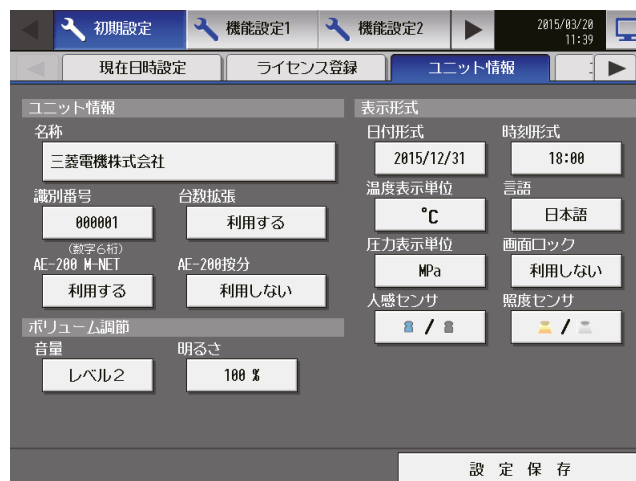 初期設定
機能設定1
機能設定2
2015/03/20
11:39
現在日時設定
ライセンス登録
ユニット情報
ユニット情報
名称
三菱電機株式会社
識別番号
台数拡張
000001
利用する
(数字6桁)
AE-200 M-NET
AE-200按分
利用する
利用しない
ボリューム調節
音量
明るさ
レベル2
100 %
表示形式
日付形式
時刻形式
2015/12/31
18:00
温度表示単位
言語
℃
日本語
圧力表示単位
画面ロック
MPa
利用しない
人感センサ
照度センサ
/
/
設定保存